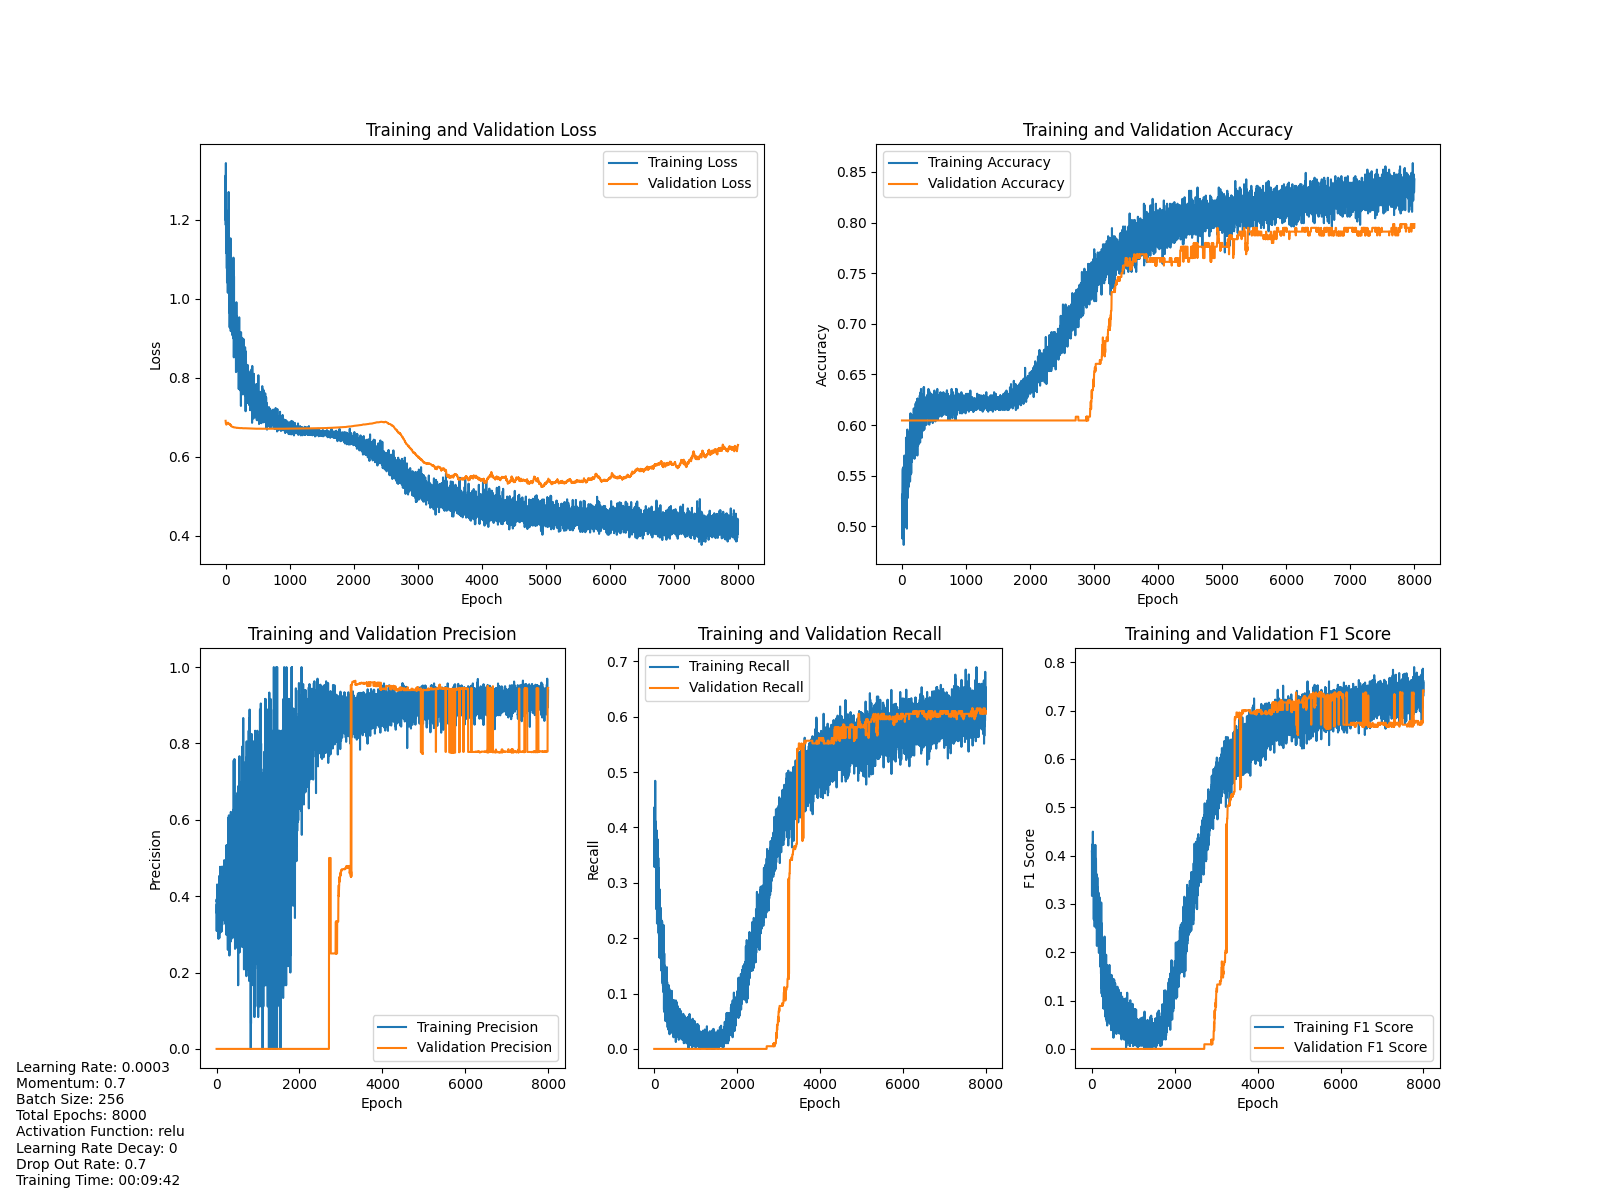 Training and Validation Loss
Training Loss
Validation Loss
1.2
1.0
0.8
0.6
0.4
Loss
0 1000 2000 3000 4000 5000 6000 7000 8000
Epoch
Training and Validation Accuracy
Training Accuracy
Validation Accuracy
0.85
0.80
0.75
0.70
0.65
0.60
0.55
0.50
Accuracy
0 1000 2000 3000 4000 5000 6000 7000 8000
Epoch
Training and Validation Precision
1.0
0.8
0.6
0.4
0.2
0.0
Precision
Training Precision
Validation Precision
0 2000 4000 6000 8000
Epoch
Training and Validation Recall
Training Recall
Validation Recall
0.7
0.6
0.5
0.4
0.3
0.2
0.1
0.0
Recall
0 2000 4000 6000 8000
Epoch
Training and Validation F1 Score
0.8
0.7
0.6
0.5
0.4
0.3
0.2
0.1
0.0
F1 Score
Training F1 Score
Validation F1 Score
0 2000 4000 6000 8000
Epoch
Learning Rate: 0.0003
Momentum: 0.7
Batch Size: 256
Total Epochs: 8000
Activation Function: relu
Learning Rate Decay: 0
Drop Out Rate: 0.7
Training Time: 00:09:42